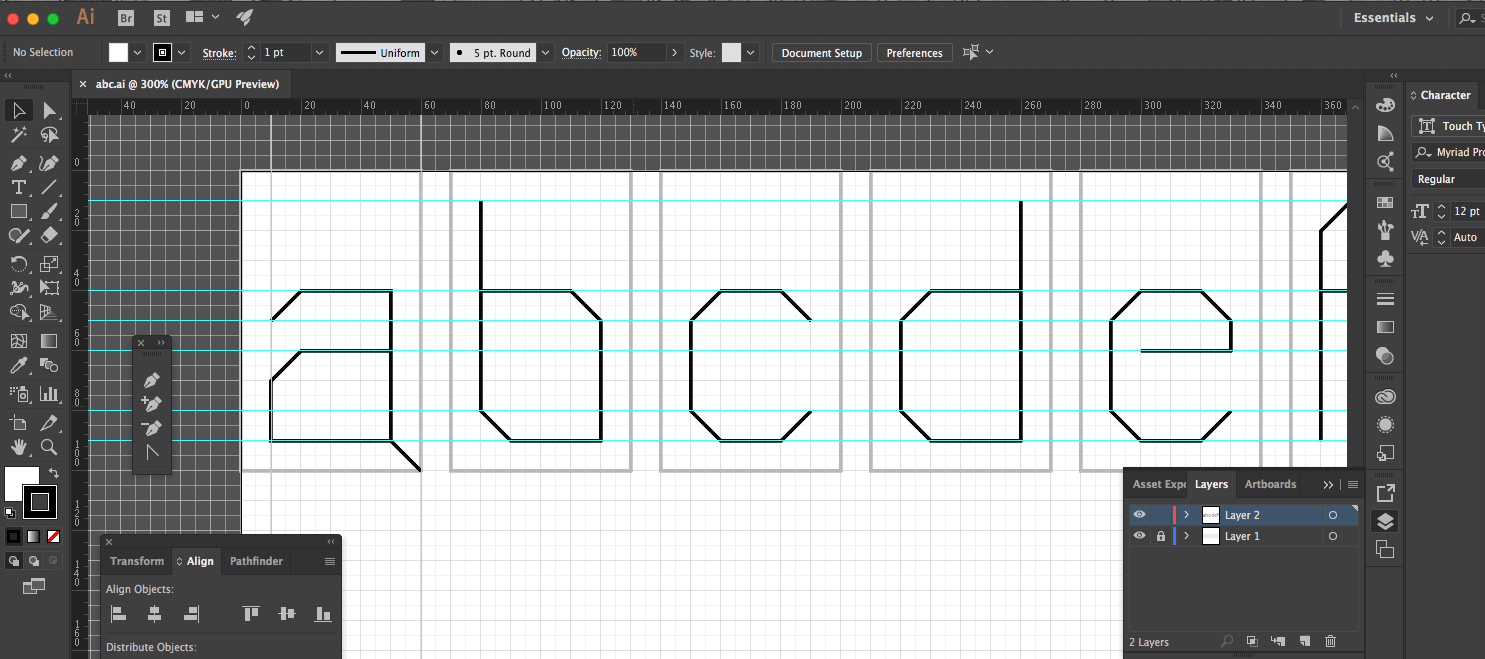 Ai Br St Essentials
No Selection Stroke: 1 pt Uniform 5 pt. Round Opacity: 100% Style: Document Setup Preferences
× abc.ai @ 300% (CMYK/GPU Preview)
40 20 0 20 40 60 80 100 120 140 160 180 200 220 240 260 280 300 320 340 360
Character
Touch Ty
Myriad Pro
Regular
12 pt
Auto
0
20
40
60
80
100
120
140
160
a b c d e f
Asset Expo Layers Artboards
Layer 2
Layer 1
2 Layers
Transform Align Pathfinder
Align Objects:
Distribute Objects: